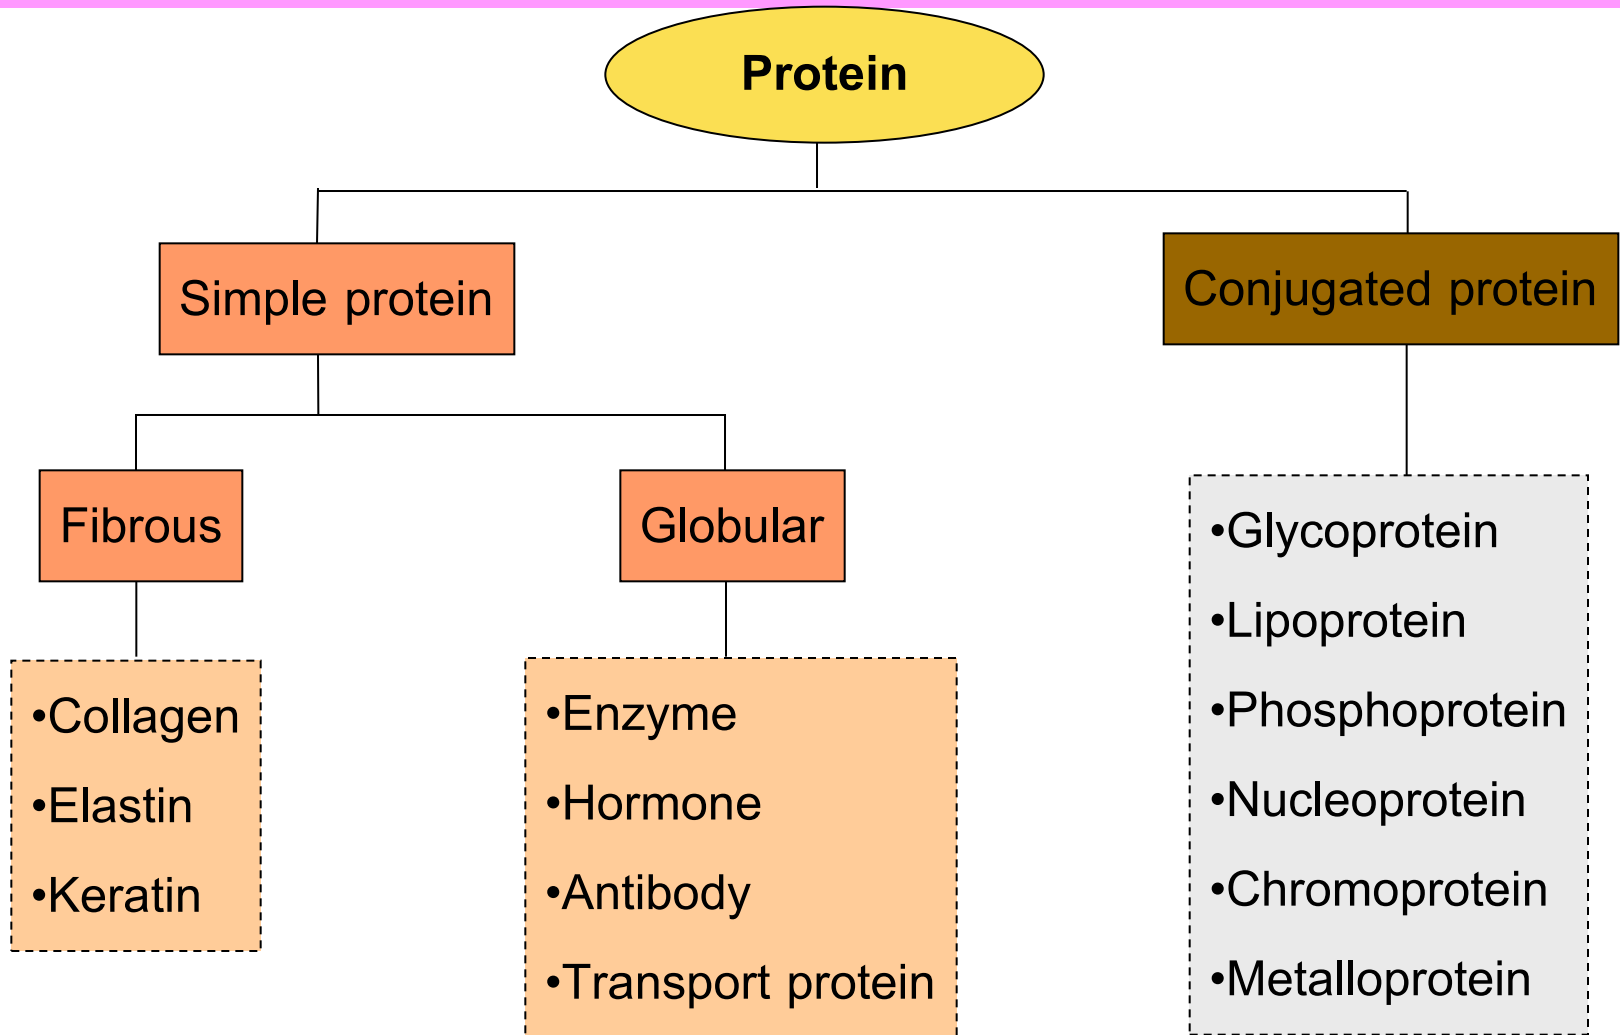 Protein
Simple protein
Conjugated protein
Fibrous
Globular
•Collagen
•Elastin
•Keratin
•Enzyme
•Hormone
•Antibody
•Transport protein
•Glycoprotein
•Lipoprotein
•Phosphoprotein
•Nucleoprotein
•Chromoprotein
•Metalloprotein